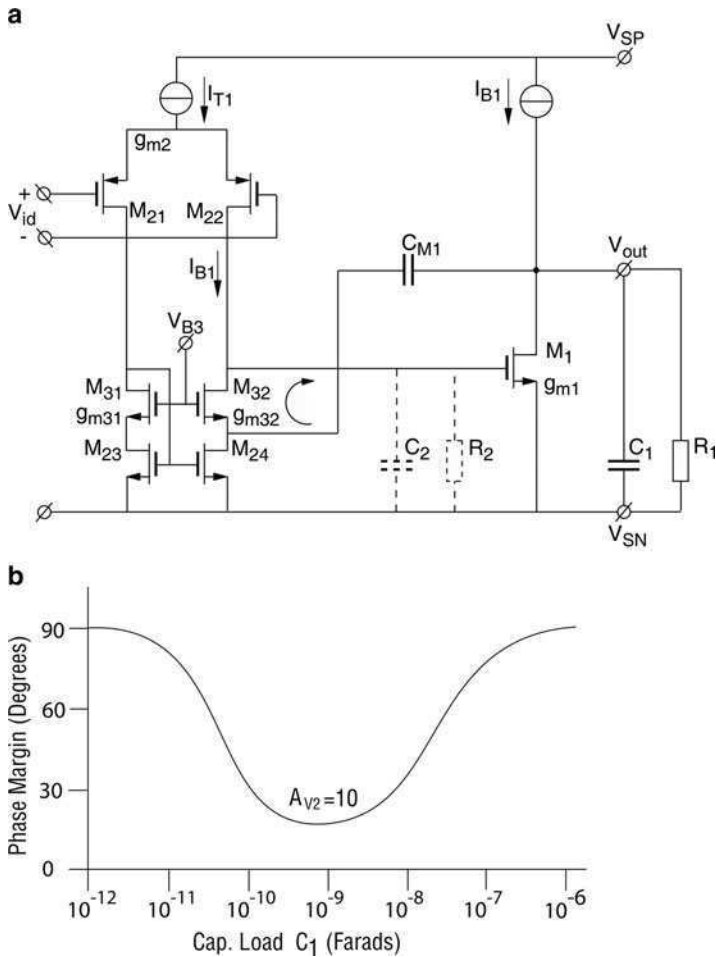 a
V_SP
I_T1
I_B1
g_m2
+
V_id
-
M_21
M_22
I_B1
C_M1
V_out
V_B3
M_31
M_32
M_1
g_m31
g_m32
g_m1
M_23
M_24
C_2
R_2
C_1
R_1
V_SN
b
Phase Margin (Degrees)
90
60
30
0
A_V2=10
10^-12
10^-11
10^-10
10^-9
10^-8
10^-7
10^-6
Cap. Load C_1 (Farads)